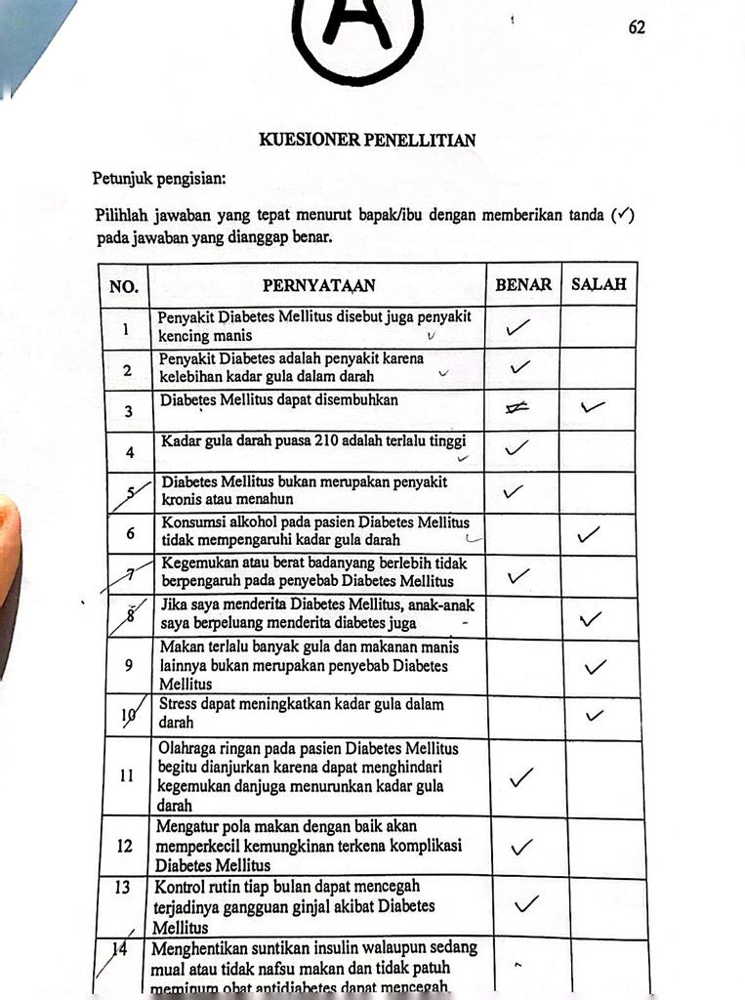 A
62
KUESIONER PENELLITIAN
Petunjuk pengisian:
Pilihlah jawaban yang tepat menurut bapak/ibu dengan memberikan tanda (✓)
pada jawaban yang dianggap benar.
NO. PERNYATAAN BENAR SALAH
1 Penyakit Diabetes Mellitus disebut juga penyakit
kencing manis ✓
2 Penyakit Diabetes adalah penyakit karena
kelebihan kadar gula dalam darah ✓
3 Diabetes Mellitus dapat disembuhkan ✓
4 Kadar gula darah puasa 210 adalah terlalu tinggi ✓
5 Diabetes Mellitus bukan merupakan penyakit
kronis atau menahun ✓
6 Konsumsi alkohol pada pasien Diabetes Mellitus
tidak mempengaruhi kadar gula darah ✓
7 Kegemukan atau berat badanyang berlebih tidak
berpengaruh pada penyebab Diabetes Mellitus ✓
8 Jika saya menderita Diabetes Mellitus, anak-anak
saya berpeluang menderita diabetes juga ✓
9 Makan terlalu banyak gula dan makanan manis
lainnya bukan merupakan penyebab Diabetes
Mellitus ✓
10 Stress dapat meningkatkan kadar gula dalam
darah ✓
11 Olahraga ringan pada pasien Diabetes Mellitus
begitu dianjurkan karena dapat menghindari
kegemukan danjuga menurunkan kadar gula
darah ✓
12 Mengatur pola makan dengan baik akan
memperkecil kemungkinan terkena komplikasi
Diabetes Mellitus ✓
13 Kontrol rutin tiap bulan dapat mencegah
terjadinya gangguan ginjal akibat Diabetes
Mellitus ✓
14 Menghentikan suntikan insulin walaupun sedang
mual atau tidak nafsu makan dan tidak patuh
meminum obat antidiabetes dapat mencegah